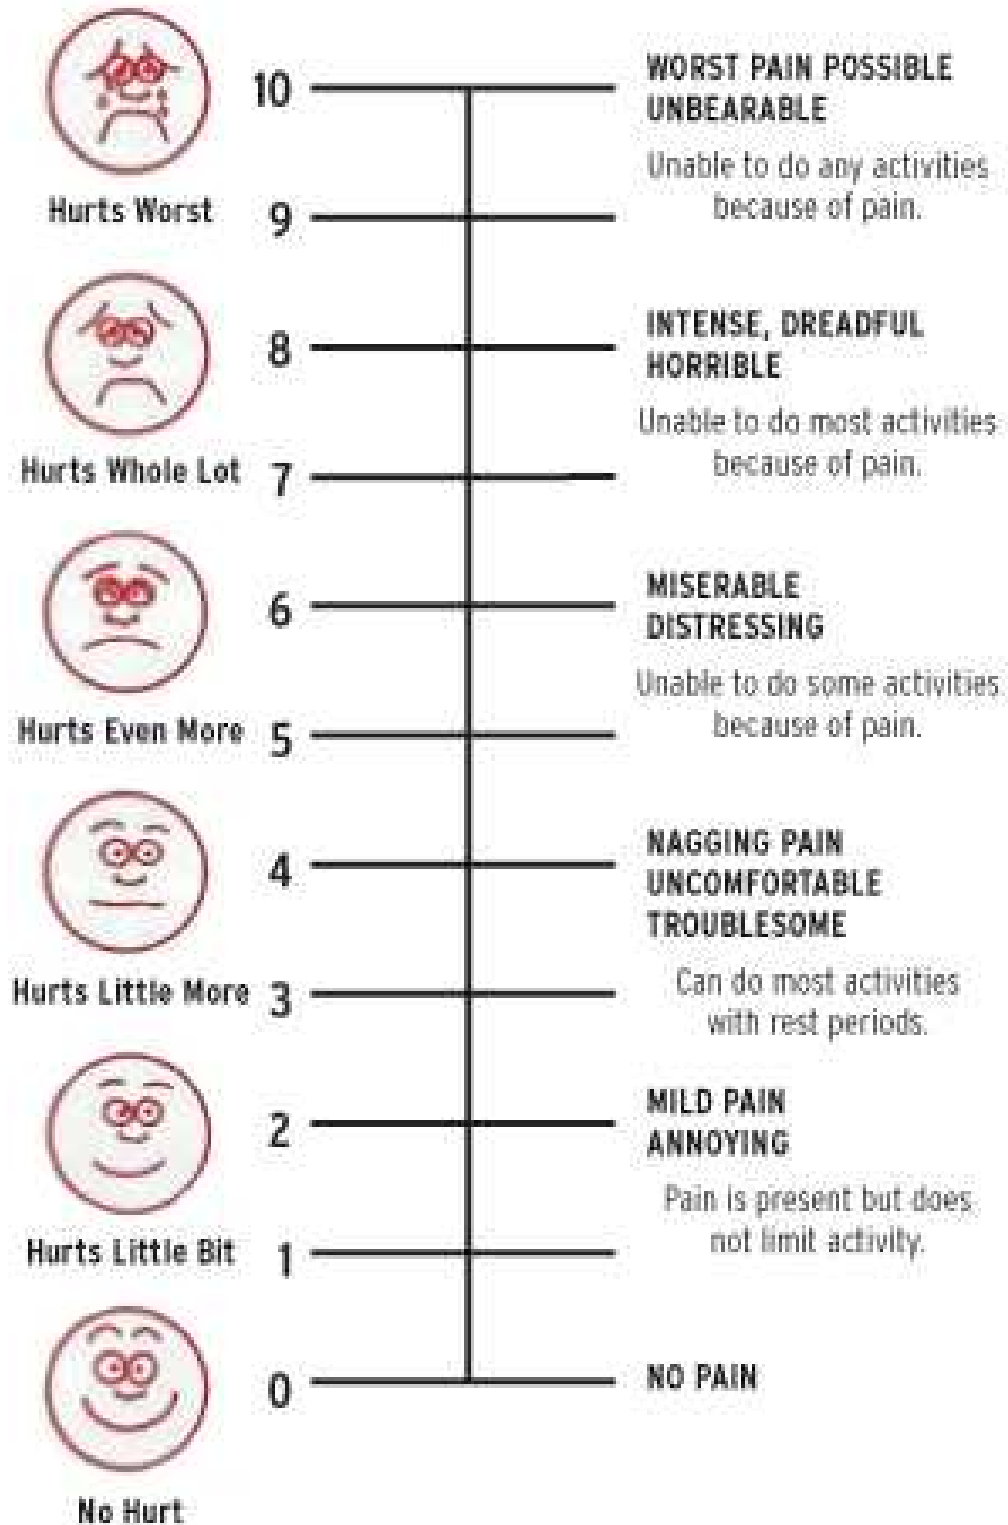 10
WORST PAIN POSSIBLE
UNBEARABLE
Unable to do any activities
because of pain.
Hurts Worst
9
8
INTENSE, DREADFUL
HORRIBLE
Unable to do most activities
because of pain.
Hurts Whole Lot
7
6
MISERABLE
DISTRESSING
Unable to do some activities
because of pain.
Hurts Even More
5
4
NAGGING PAIN
UNCOMFORTABLE
TROUBLESOME
Can do most activities
with rest periods.
Hurts Little More
3
2
MILD PAIN
ANNOYING
Pain is present but does
not limit activity.
Hurts Little Bit
1
0
NO PAIN
No Hurt